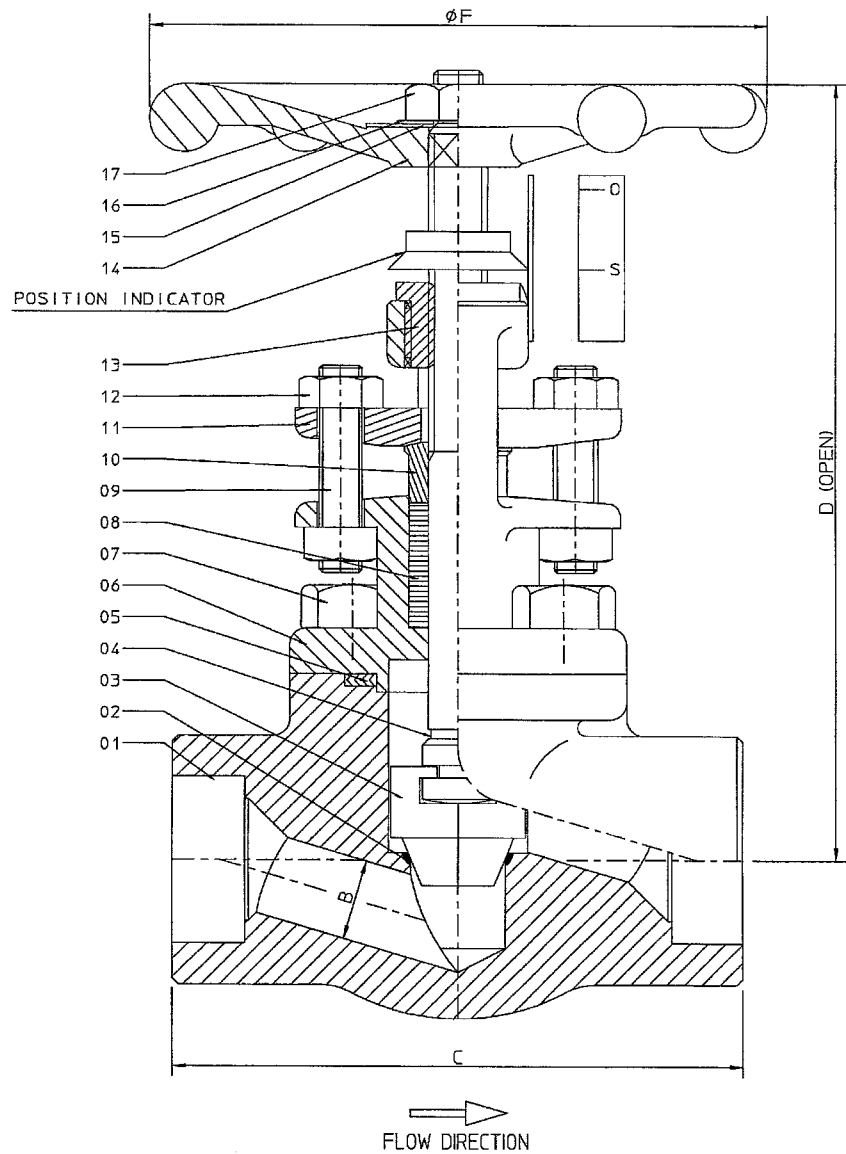 øF
17
16
15
14
O
S
POSITION INDICATOR
13
12
11
10
09
08
07
06
05
04
03
02
01
D (OPEN)
B
C
FLOW DIRECTION